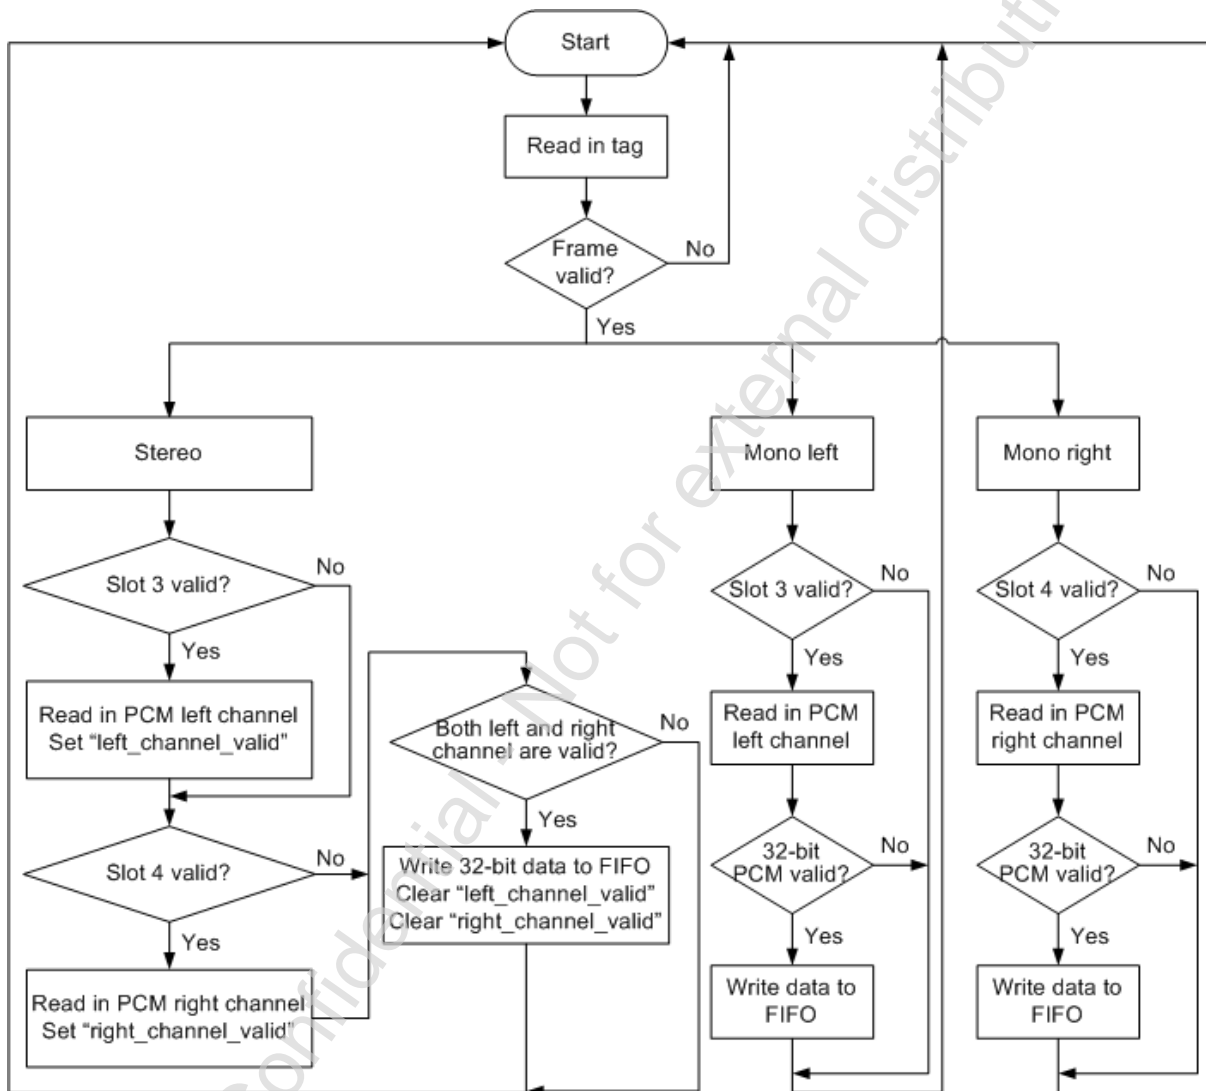 Start
Read in tag
Frame
valid?
No
Yes
Stereo
Slot 3 valid?
No
Yes
Read in PCM left channel
Set “left_channel_valid”
Slot 4 valid?
No
Yes
Read in PCM right channel
Set “right_channel_valid”
Both left and right
channel are valid?
No
Yes
Write 32-bit data to FIFO
Clear “left_channel_valid”
Clear “right_channel_valid”
Mono left
Slot 3 valid?
No
Yes
Read in PCM
left channel
32-bit
PCM valid?
No
Yes
Write data to
FIFO
Mono right
Slot 4 valid?
No
Yes
Read in PCM
right channel
32-bit
PCM valid?
No
Yes
Write data to
FIFO
Confidential - Not for external distributi